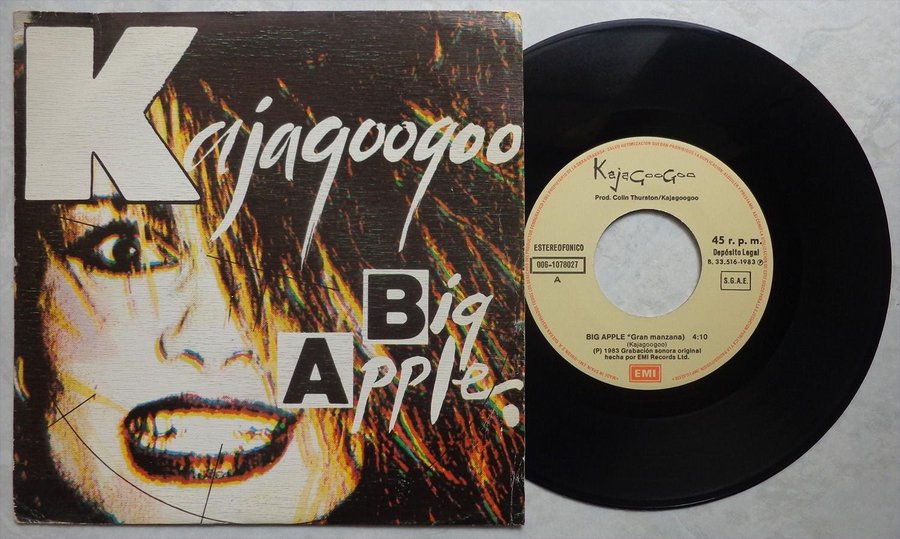 Kajagoogoo
Big
Apple.
KajaGooGoo
Prod. Colin Thurston/Kajagoogoo
ESTEREOFONICO
006-1078027
A
45 r. p. m.
Depósito Legal
B. 33.516-1983 Ⓟ
S.G.A.E.
BIG APPLE "Gran manzana) 4:10
(Kajagoogoo)
(P) 1983 Grabación sonora original
hecha por EMI Records Ltd.
EMI